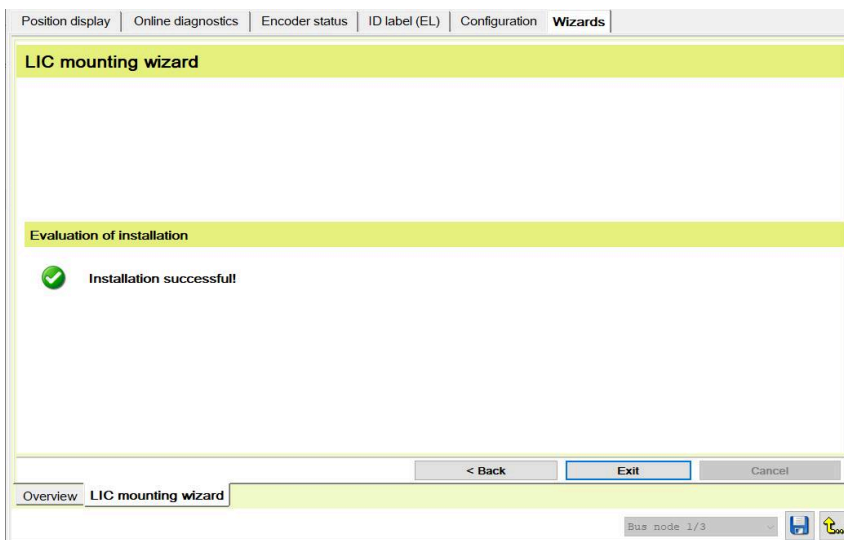 Position display Online diagnostics Encoder status ID label (EL) Configuration Wizards
LIC mounting wizard
Evaluation of installation
Installation successful!
< Back Exit Cancel
Overview LIC mounting wizard
Bus node 1/3